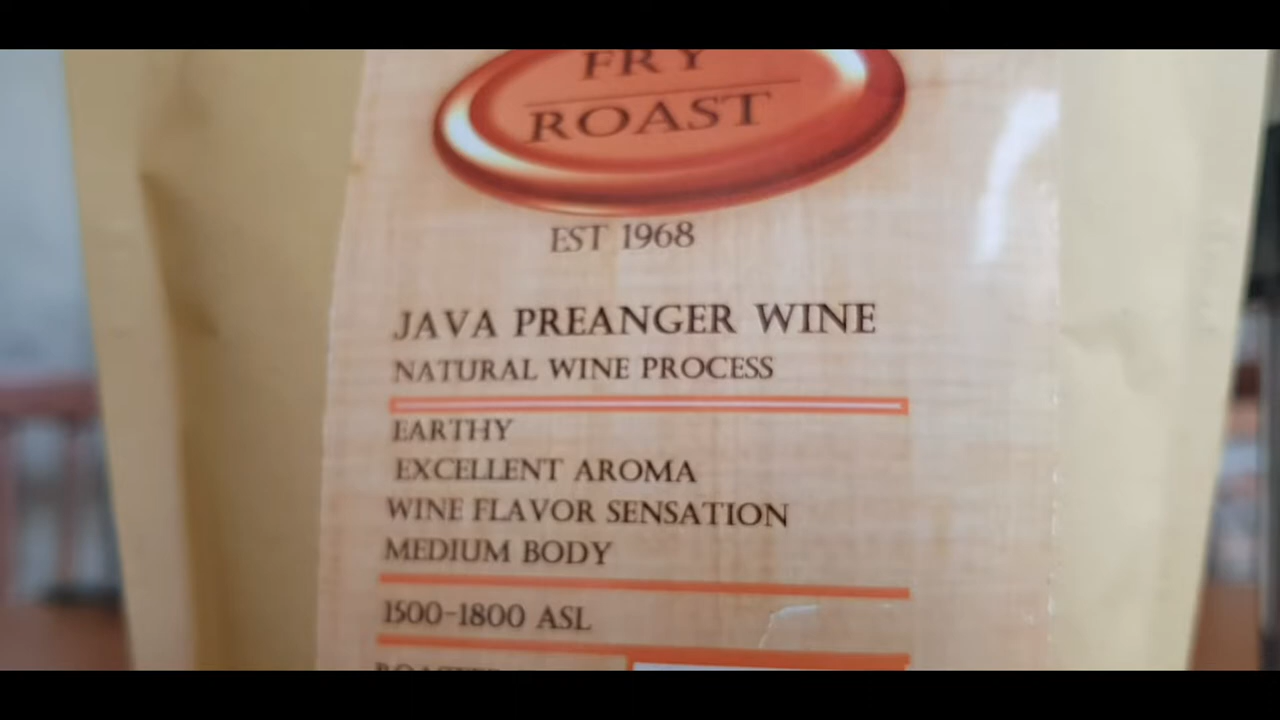 FRY
ROAST
EST 1968
JAVA PREANGER WINE
NATURAL WINE PROCESS
EARTHY
EXCELLENT AROMA
WINE FLAVOR SENSATION
MEDIUM BODY
1500-1800 ASL